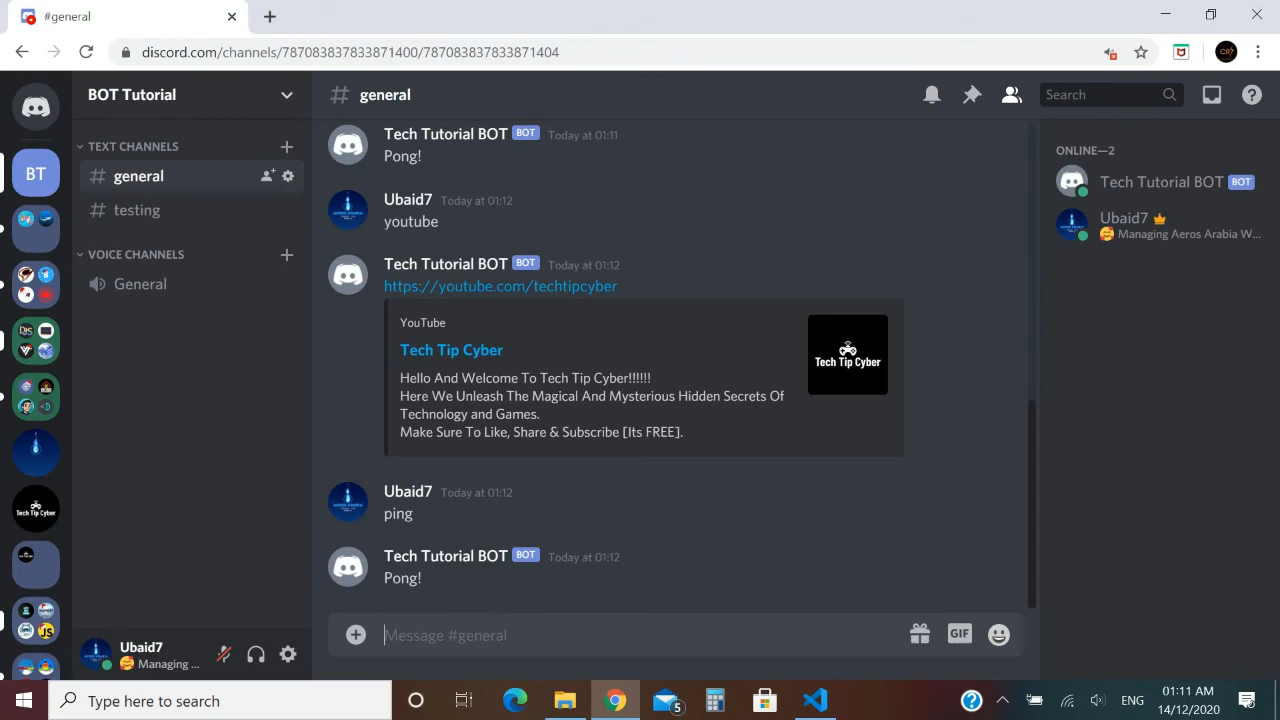 #general
discord.com/channels/787083837833871400/787083837833871404
CR7
BOT Tutorial
# general
Search
TEXT CHANNELS
general
testing
VOICE CHANNELS
General
BT
Tech Tip Cyber
JS
Tech Tutorial BOT BOT Today at 01:11
Pong!
Ubaid7 Today at 01:12
youtube
Tech Tutorial BOT BOT Today at 01:12
https://youtube.com/techtipcyber
YouTube
Tech Tip Cyber
Hello And Welcome To Tech Tip Cyber!!!!!!
Here We Unleash The Magical And Mysterious Hidden Secrets Of
Technology and Games.
Make Sure To Like, Share & Subscribe [Its FREE].
Tech Tip Cyber
Ubaid7 Today at 01:12
ping
Tech Tutorial BOT BOT Today at 01:12
Pong!
Message #general
GIF
ONLINE—2
Tech Tutorial BOT BOT
Ubaid7
Managing Aeros Arabia W...
Ubaid7
Managing ...
Type here to search
5
ENG
01:11 AM
14/12/2020